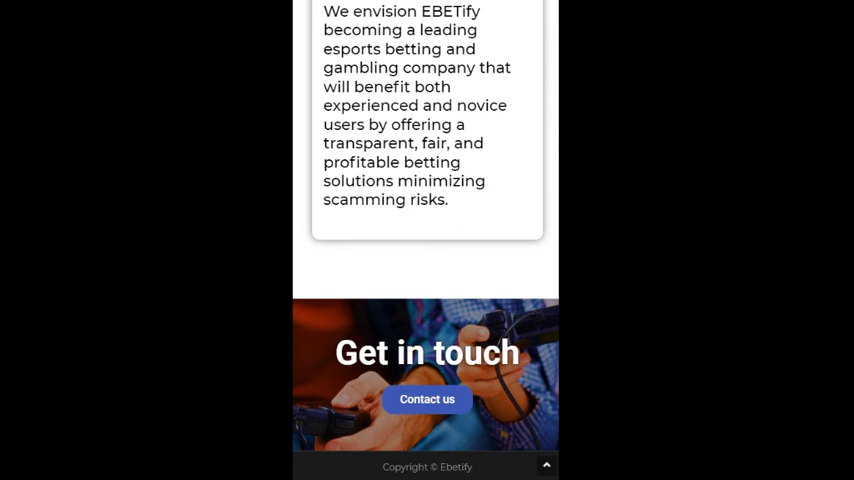 We envision EBETify
becoming a leading
esports betting and
gambling company that
will benefit both
experienced and novice
users by offering a
transparent, fair, and
profitable betting
solutions minimizing
scamming risks.
Get in touch
Contact us
Copyright © Ebetify